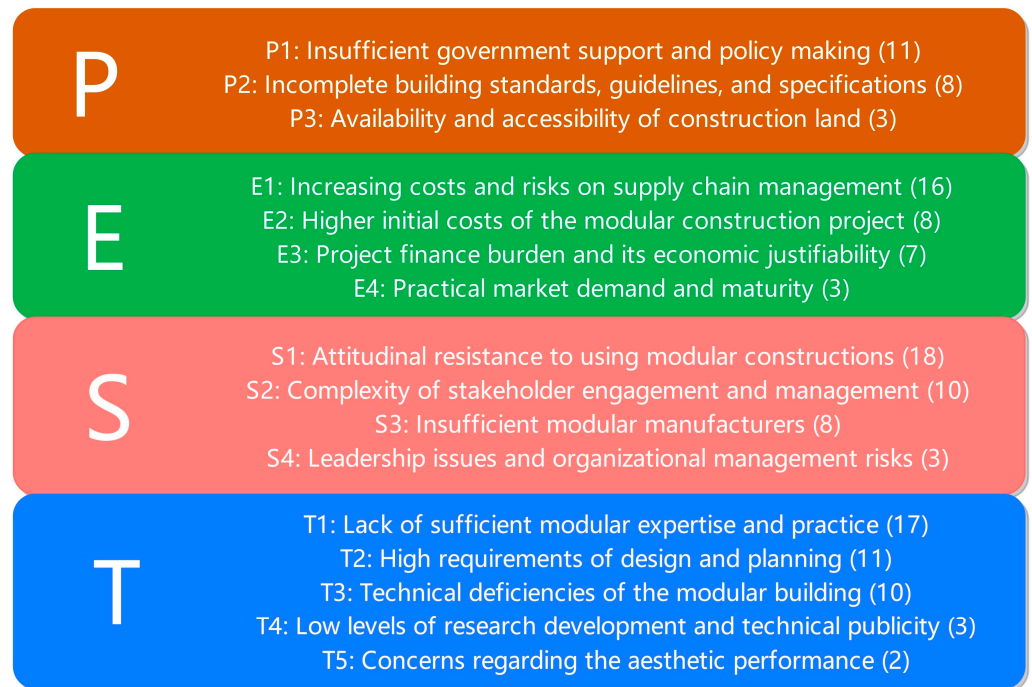 P
P1: Insufficient government support and policy making (11)
P2: Incomplete building standards, guidelines, and specifications (8)
P3: Availability and accessibility of construction land (3)
E
E1: Increasing costs and risks on supply chain management (16)
E2: Higher initial costs of the modular construction project (8)
E3: Project finance burden and its economic justifiability (7)
E4: Practical market demand and maturity (3)
S
S1: Attitudinal resistance to using modular constructions (18)
S2: Complexity of stakeholder engagement and management (10)
S3: Insufficient modular manufacturers (8)
S4: Leadership issues and organizational management risks (3)
T
T1: Lack of sufficient modular expertise and practice (17)
T2: High requirements of design and planning (11)
T3: Technical deficiencies of the modular building (10)
T4: Low levels of research development and technical publicity (3)
T5: Concerns regarding the aesthetic performance (2)